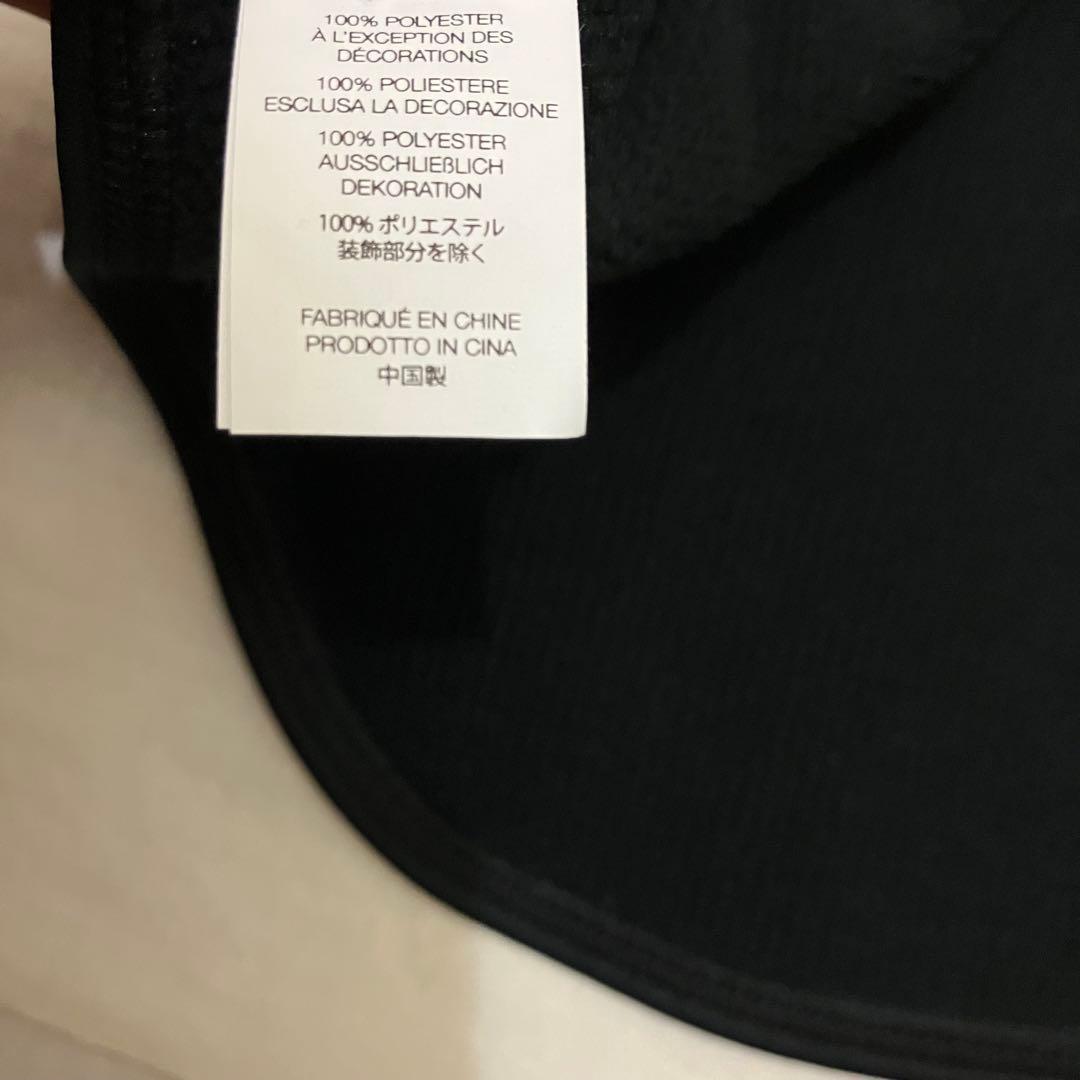 100% POLYESTER
À L'EXCEPTION DES
DÉCORATIONS
100% POLIESTERE
ESCLUSA LA DECORAZIONE
100% POLYESTER
AUSSCHLIEßLICH
DEKORATION
100% ポリエステル
装飾部分を除く
FABRIQUÉ EN CHINE
PRODOTTO IN CINA
中国製